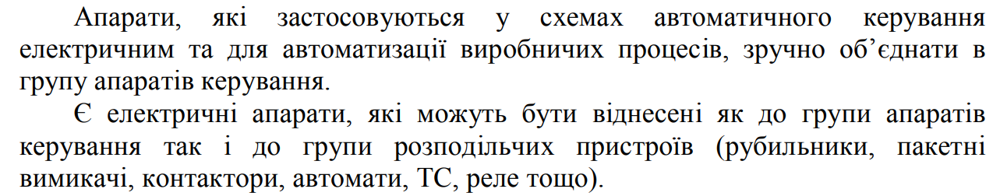 Апарати, які застосовуються у схемах автоматичного керування
електричним та для автоматизації виробничих процесів, зручно об’єднати в
групу апаратів керування.
Є електричні апарати, які можуть бути віднесені як до групи апаратів
керування так і до групи розподільчих пристроїв (рубильники, пакетні
вимикачі, контактори, автомати, ТС, реле тощо).